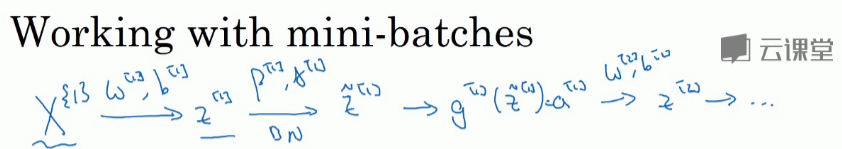 Working with mini-batches
云课堂
X^{1} → w^[1], b^[1] → z^[1] → β^[1], γ^[1] BN → z̃^[1] → g^[1](z̃^[1]) = a^[1] → w^[2], b^[2] → z^[2] → ...